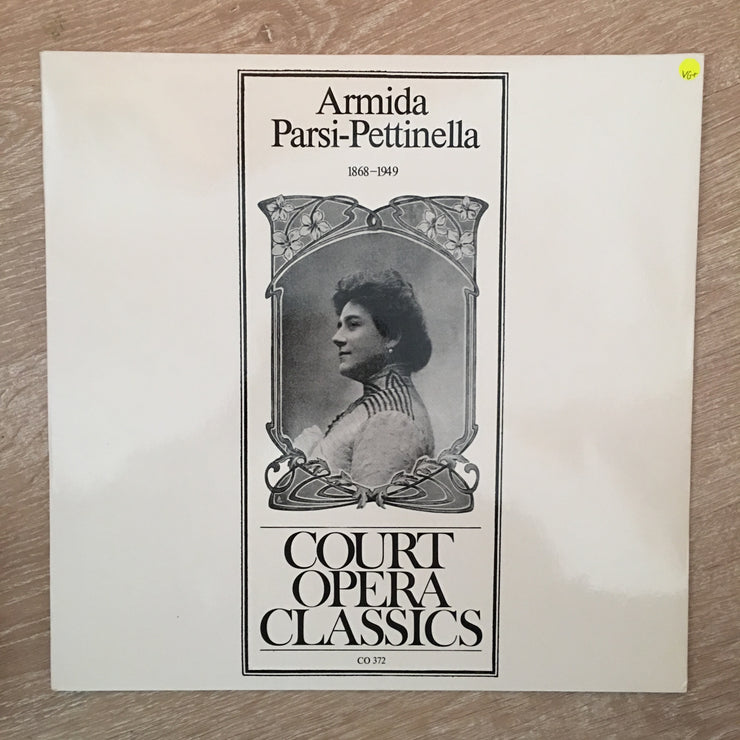 Armida
Parsi-Pettinella
1868–1949
COURT
OPERA
CLASSICS
CO 372
VG+